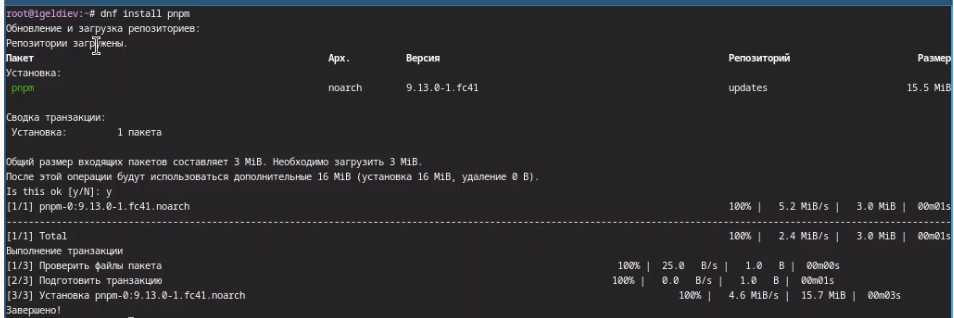 root@igeldiev:~# dnf install pnpm
Обновление и загрузка репозиториев:
Репозитории загружены.
Пакет Арх. Версия Репозиторий Размер
Установка:
pnpm noarch 9.13.0-1.fc41 updates 15.5 MiB
Сводка транзакции:
Установка: 1 пакета
Общий размер входящих пакетов составляет 3 MiB. Необходимо загрузить 3 MiB.
После этой операции будут использоваться дополнительные 16 MiB (установка 16 MiB, удаление 0 B).
Is this ok [y/N]: y
[1/1] pnpm-0:9.13.0-1.fc41.noarch 100% | 5.2 MiB/s | 3.0 MiB | 00m01s
--------------------------------------------------------------------------------
[1/1] Total 100% | 2.4 MiB/s | 3.0 MiB | 00m01s
Выполнение транзакции
[1/3] Проверить файлы пакета 100% | 25.0 B/s | 1.0 B | 00m00s
[2/3] Подготовить транзакцию 100% | 0.0 B/s | 1.0 B | 00m01s
[3/3] Установка pnpm-0:9.13.0-1.fc41.noarch 100% | 4.6 MiB/s | 15.7 MiB | 00m03s
Завершено!